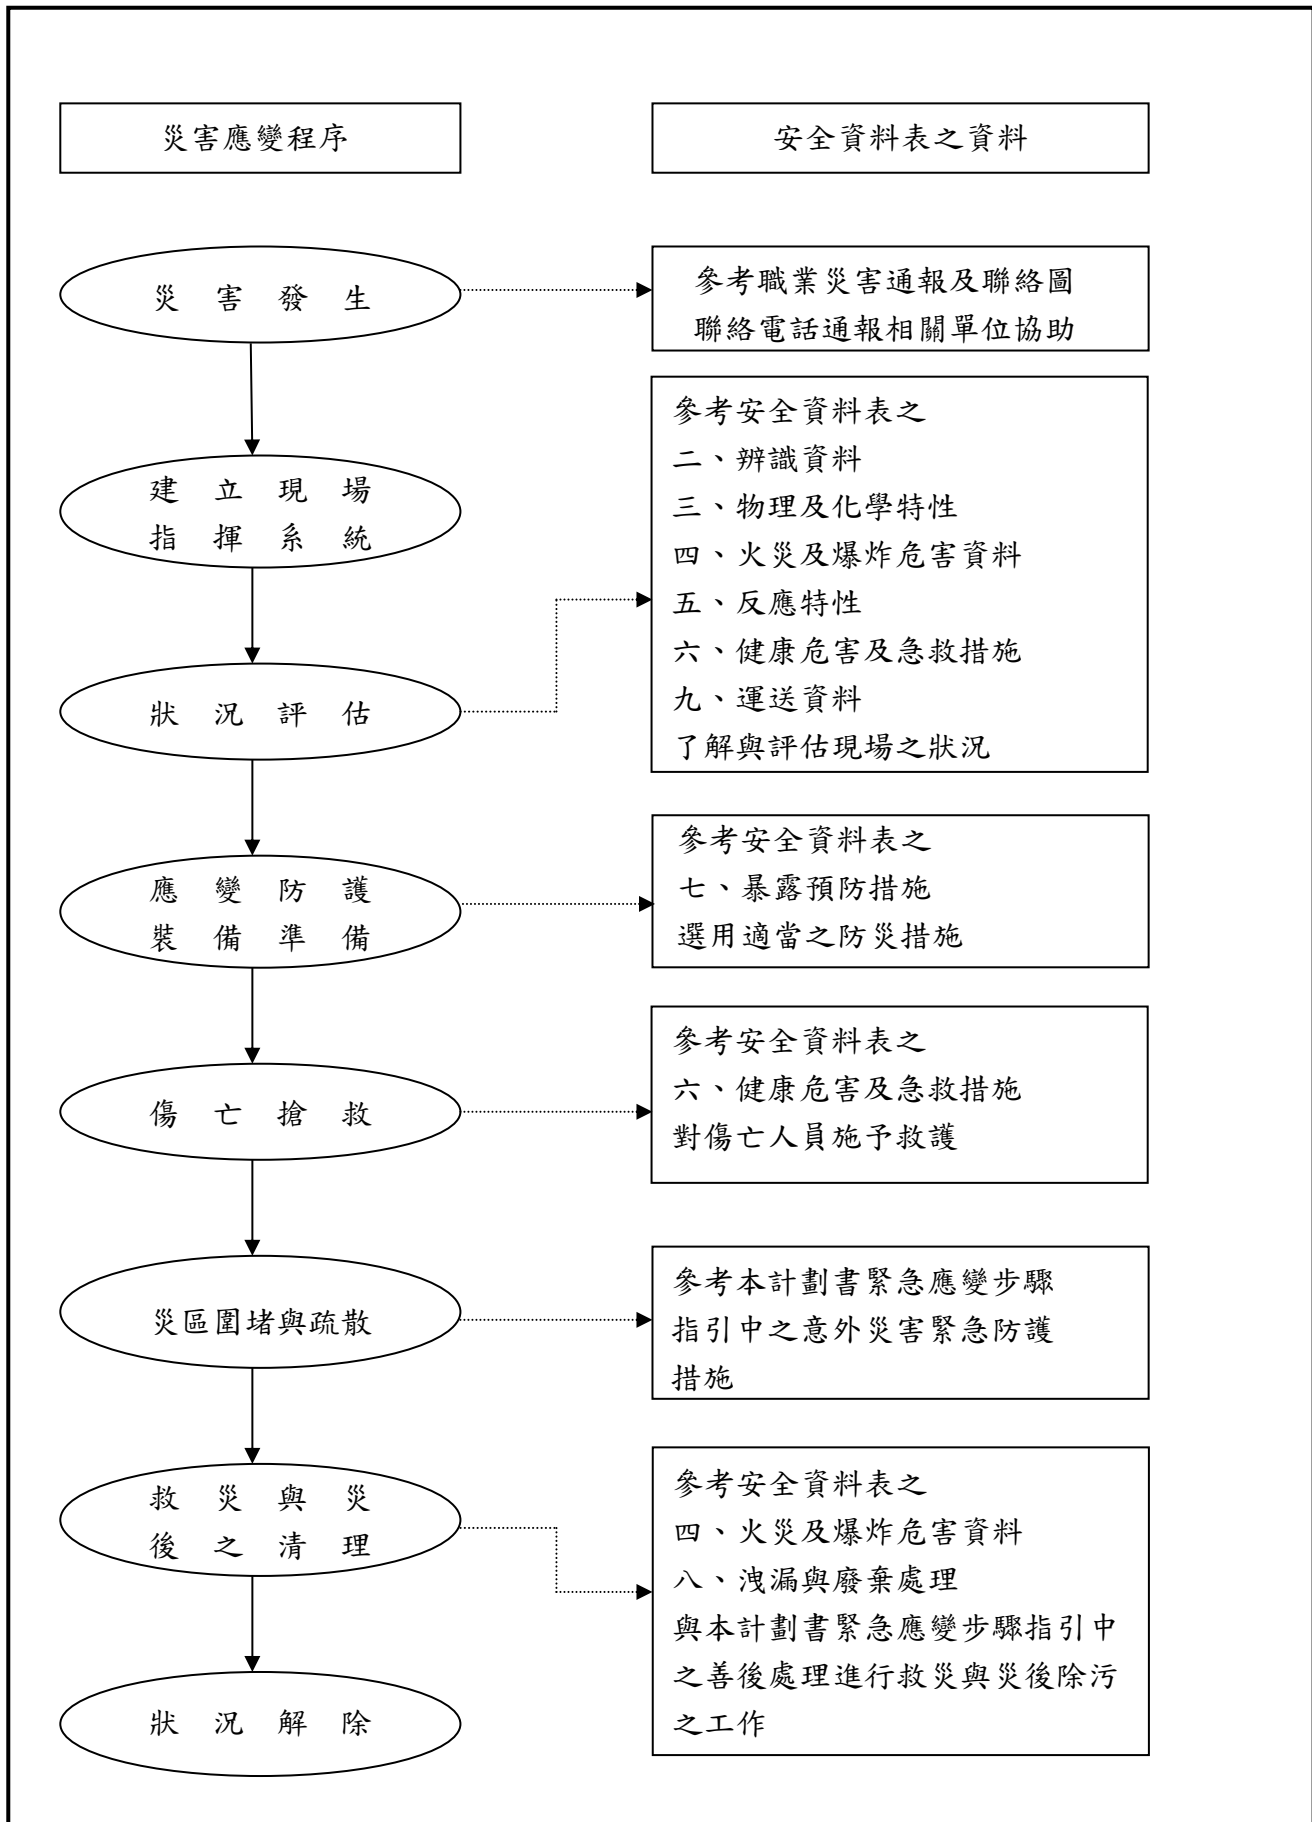 災害應變程序
安全資料表之資料
災害發生
參考職業災害通報及聯絡圖
聯絡電話通報相關單位協助
建立現場
指揮系統
參考安全資料表之
二、辨識資料
三、物理及化學特性
四、火災及爆炸危害資料
五、反應特性
六、健康危害及急救措施
九、運送資料
了解與評估現場之狀況
狀況評估
應變防護
裝備準備
參考安全資料表之
七、暴露預防措施
選用適當之防災措施
傷亡搶救
參考安全資料表之
六、健康危害及急救措施
對傷亡人員施予救護
災區圍堵與疏散
參考本計劃書緊急應變步驟
指引中之意外災害緊急防護
措施
救災與災
後之清理
參考安全資料表之
四、火災及爆炸危害資料
八、洩漏與廢棄處理
與本計劃書緊急應變步驟指引中
之善後處理進行救災與災後除污
之工作
狀況解除